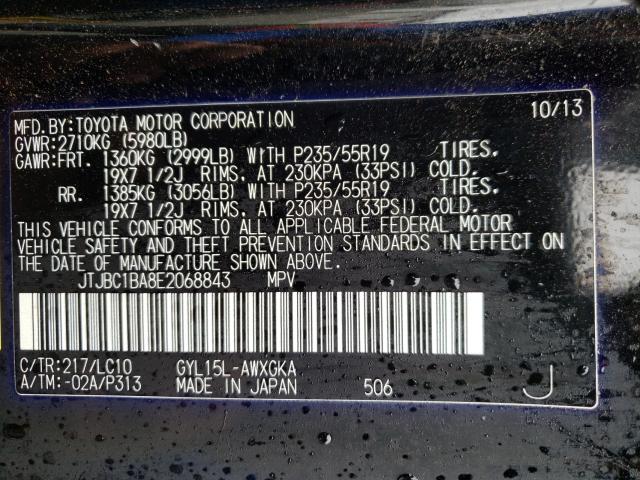 MFD.BY:TOYOTA MOTOR CORPORATION 10/13
GVWR:2710KG (5980LB)
GAWR:FRT. 1360KG (2999LB) WITH P235/55R19 TIRES.
19X7 1/2J RIMS. AT 230KPA (33PSI) COLD.
RR. 1385KG (3056LB) WITH P235/55R19 TIRES.
19X7 1/2J RIMS. AT 230KPA (33PSI) COLD.
THIS VEHICLE CONFORMS TO ALL APPLICABLE FEDERAL MOTOR
VEHICLE SAFETY AND THEFT PREVENTION STANDARDS IN EFFECT ON
THE DATE OF MANUFACTURE SHOWN ABOVE.
JTJBC1BA8E2068843 MPV
C/TR:217/LC10 GYL15L-AWXGKA
A/TM:-02A/P313 MADE IN JAPAN 506 J